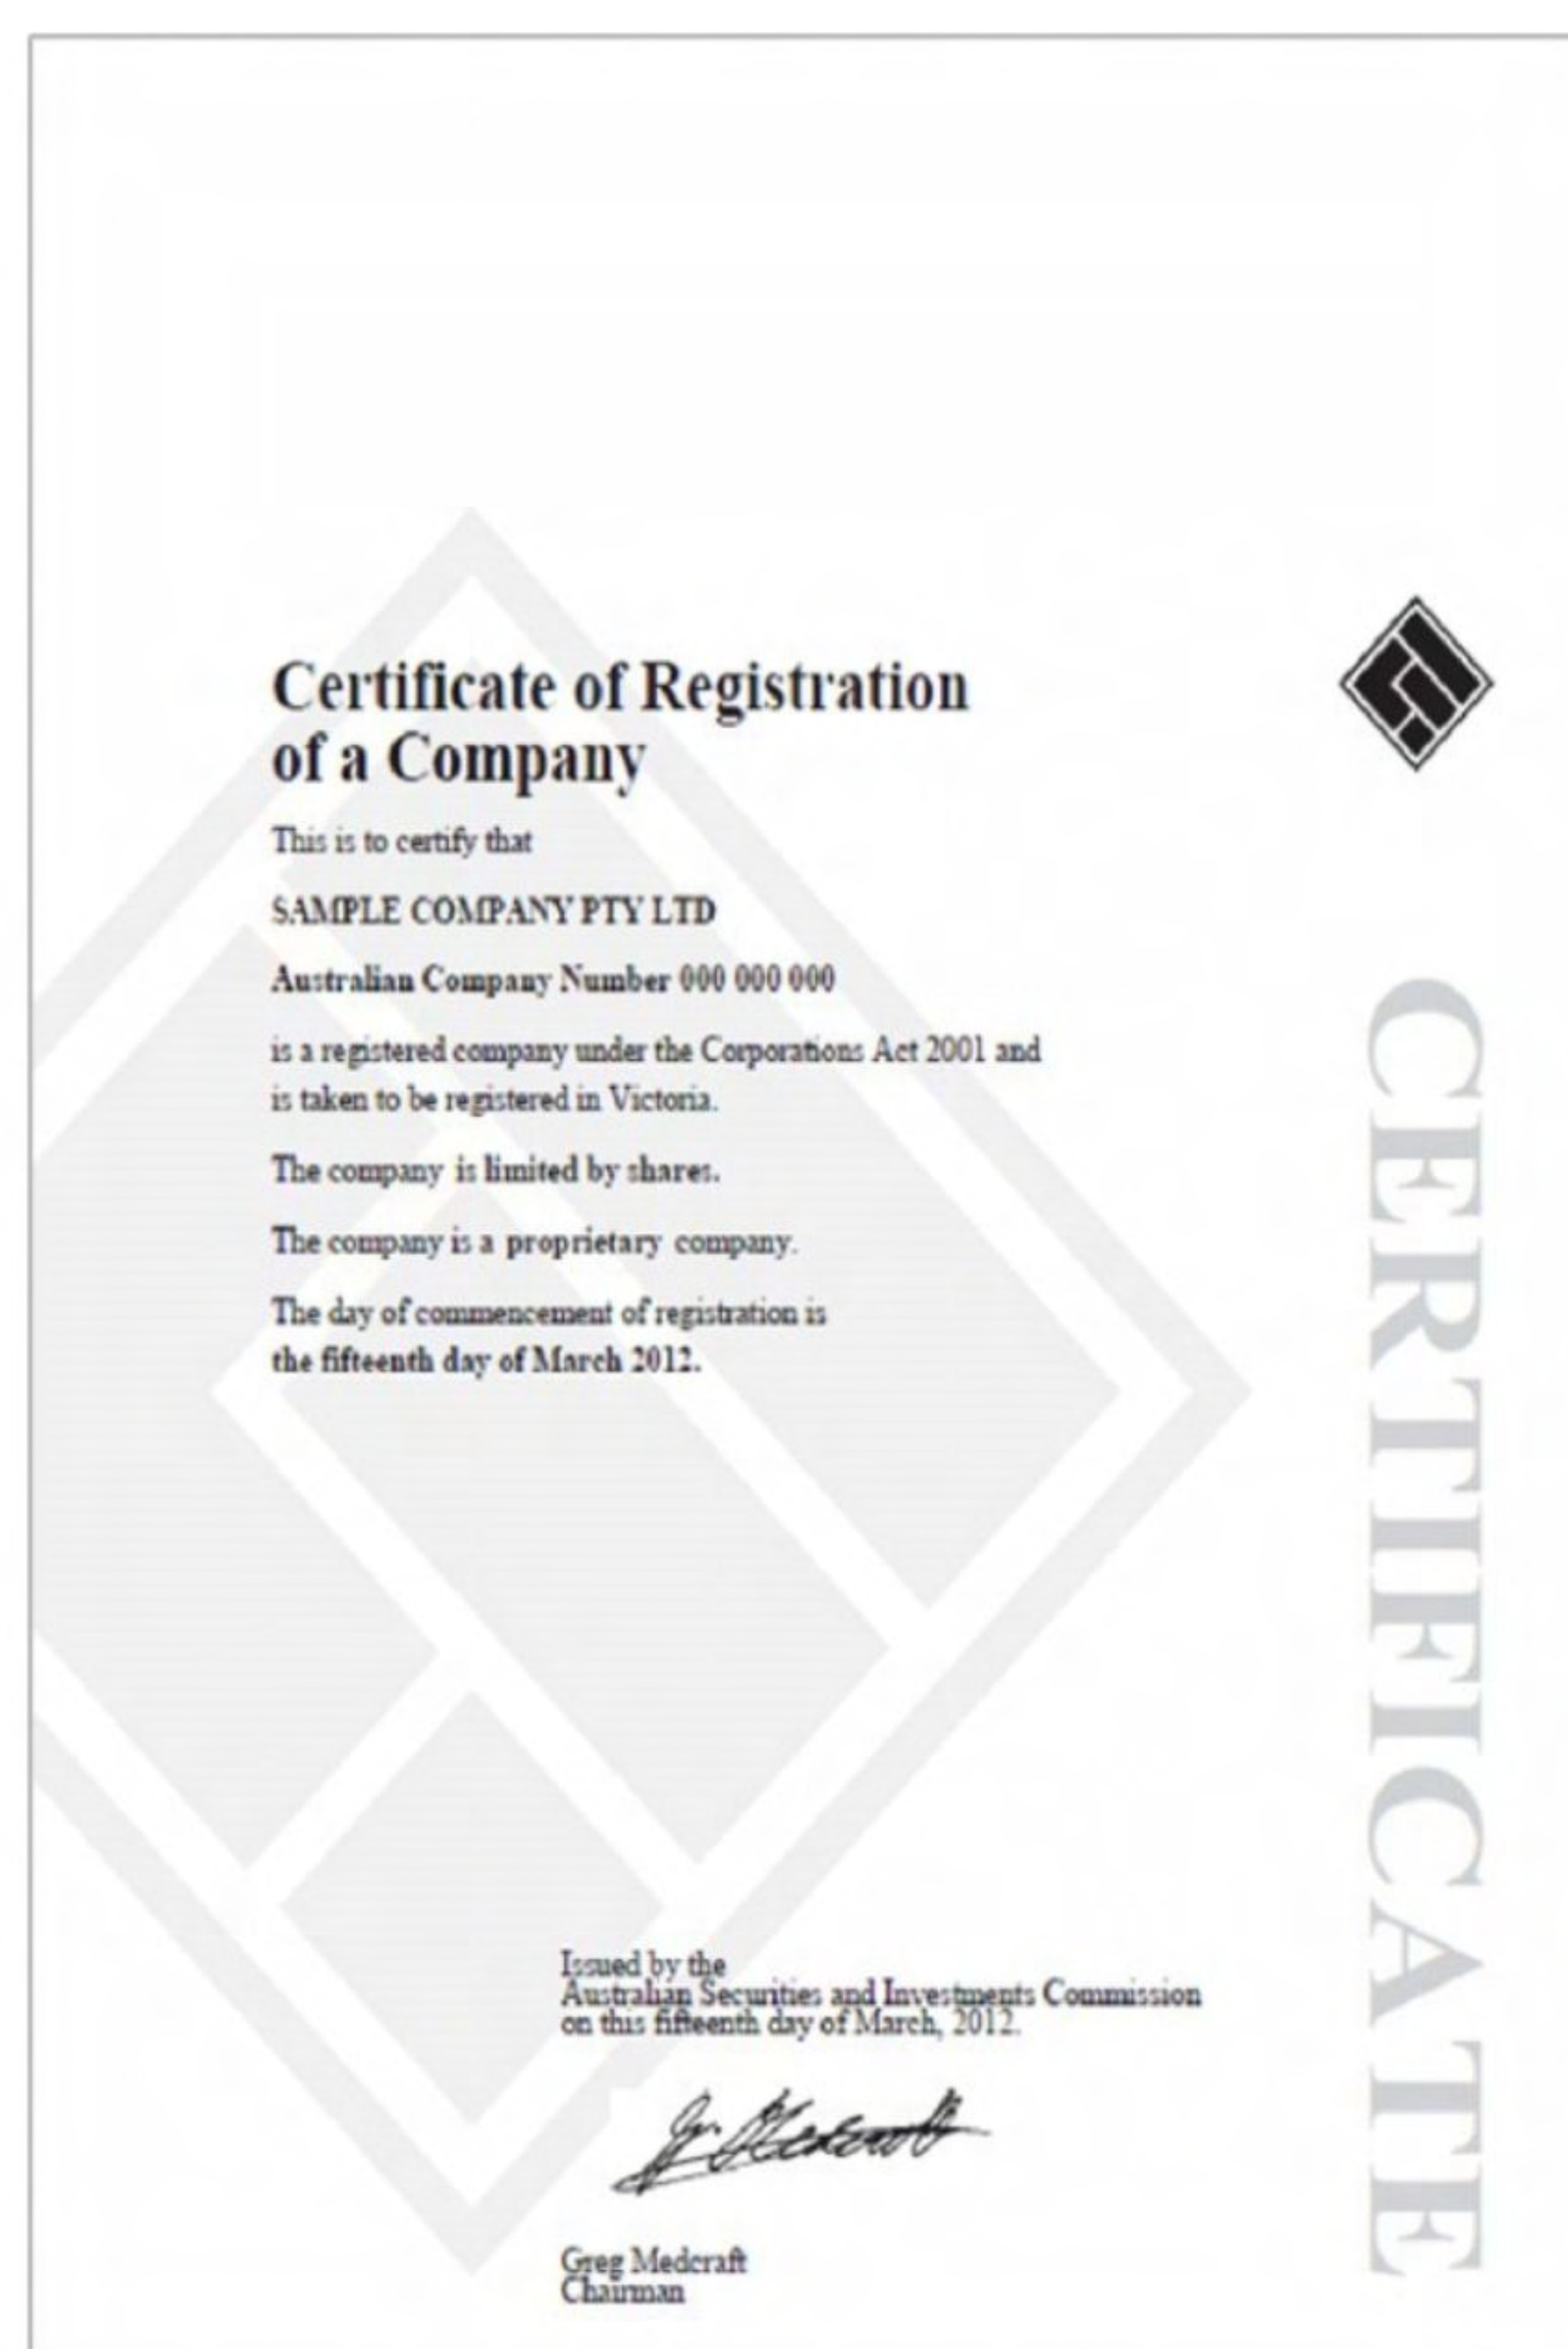 Certificate of Registration
of a Company
This is to certify that
SAMPLE COMPANY PTY LTD
Australian Company Number 000 000 000
is a registered company under the Corporations Act 2001 and
is taken to be registered in Victoria.
The company is limited by shares.
The company is a proprietary company.
The day of commencement of registration is
the fifteenth day of March 2012.
CERTIFICATE
Issued by the
Australian Securities and Investments Commission
on this fifteenth day of March, 2012.
G. Medcraft
Greg Medcraft
Chairman